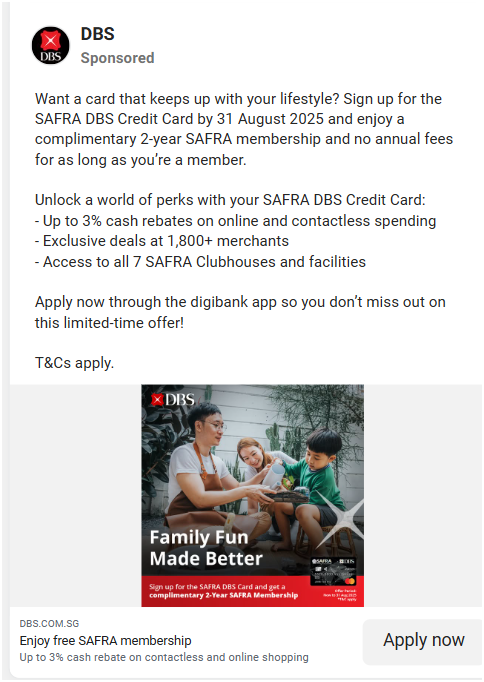 DBS
DBS
Sponsored
Want a card that keeps up with your lifestyle? Sign up for the
SAFRA DBS Credit Card by 31 August 2025 and enjoy a
complimentary 2-year SAFRA membership and no annual fees
for as long as you’re a member.
Unlock a world of perks with your SAFRA DBS Credit Card:
- Up to 3% cash rebates on online and contactless spending
- Exclusive deals at 1,800+ merchants
- Access to all 7 SAFRA Clubhouses and facilities
Apply now through the digibank app so you don’t miss out on
this limited-time offer!
T&Cs apply.
DBS
Family Fun
Made Better
SAFRA DBS
Sign up for the SAFRA DBS Card and get a
complimentary 2-Year SAFRA Membership
DBS.COM.SG
Enjoy free SAFRA membership
Up to 3% cash rebate on contactless and online shopping
Apply now